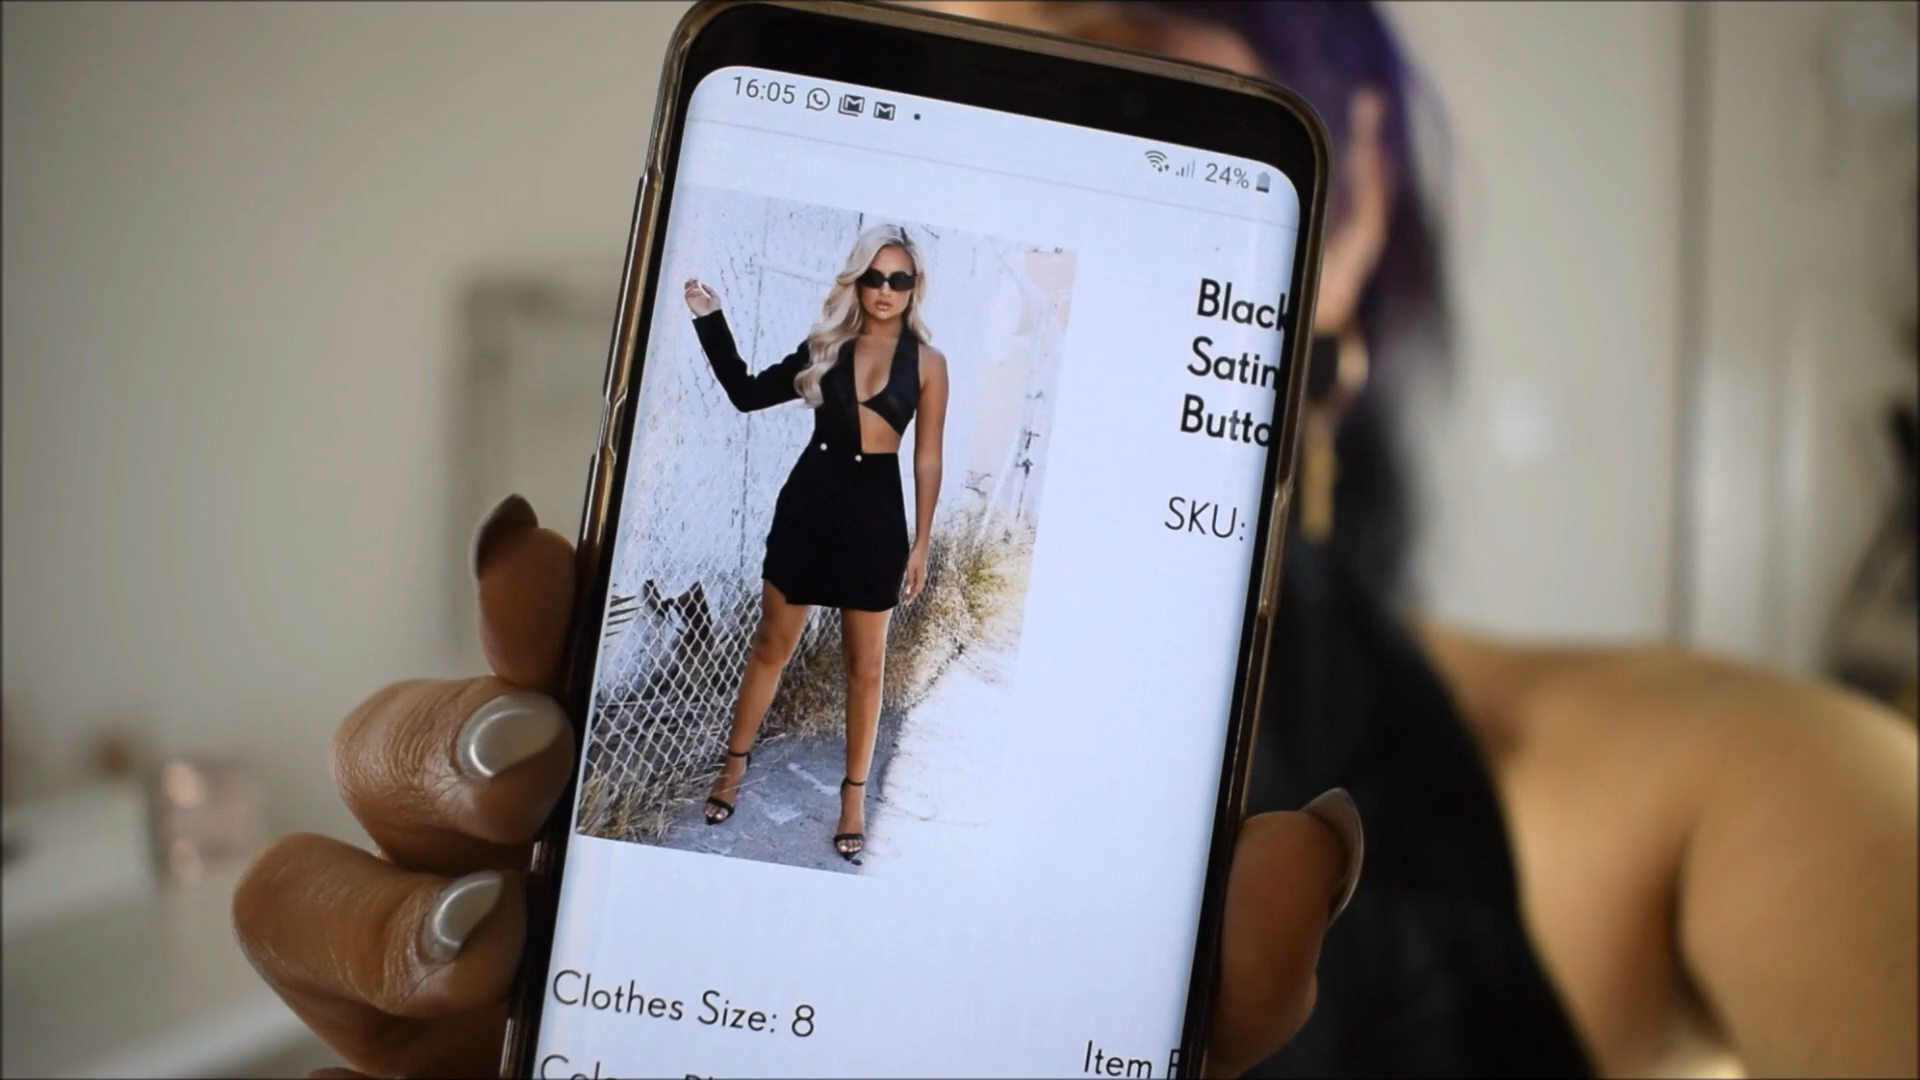 16:05
24%
Black
Satin
Butto
SKU:
Clothes Size: 8
Item